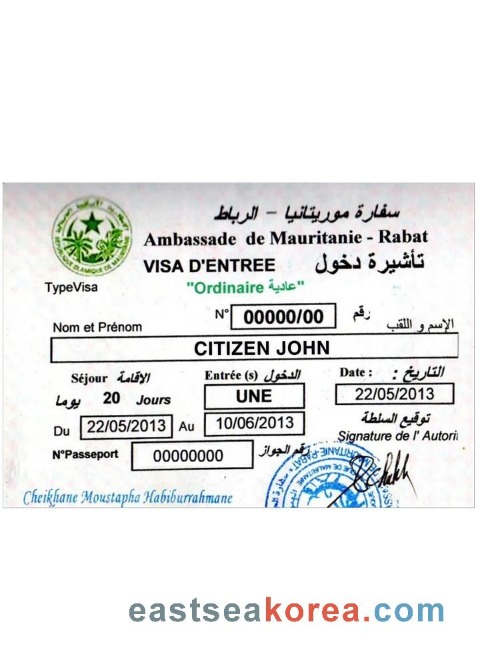 سفارة موريتانيا – الرباط
Ambassade de Mauritanie - Rabat
VISA D'ENTREE تأشيرة دخول
TypeVisa "Ordinaire عادية"
N° 00000/00 رقم
Nom et Prénom الإسم و اللقب
CITIZEN JOHN
Séjour الإقامة Entrée (s) الدخول Date : التاريخ :
يوما 20 Jours UNE 22/05/2013
Du 22/05/2013 Au 10/06/2013 توقيع السلطة
Signature de l' Autori
N°Passeport 00000000 رقم الجواز
Cheikhane Moustapha Habiburrahmane
eastseakorea.com